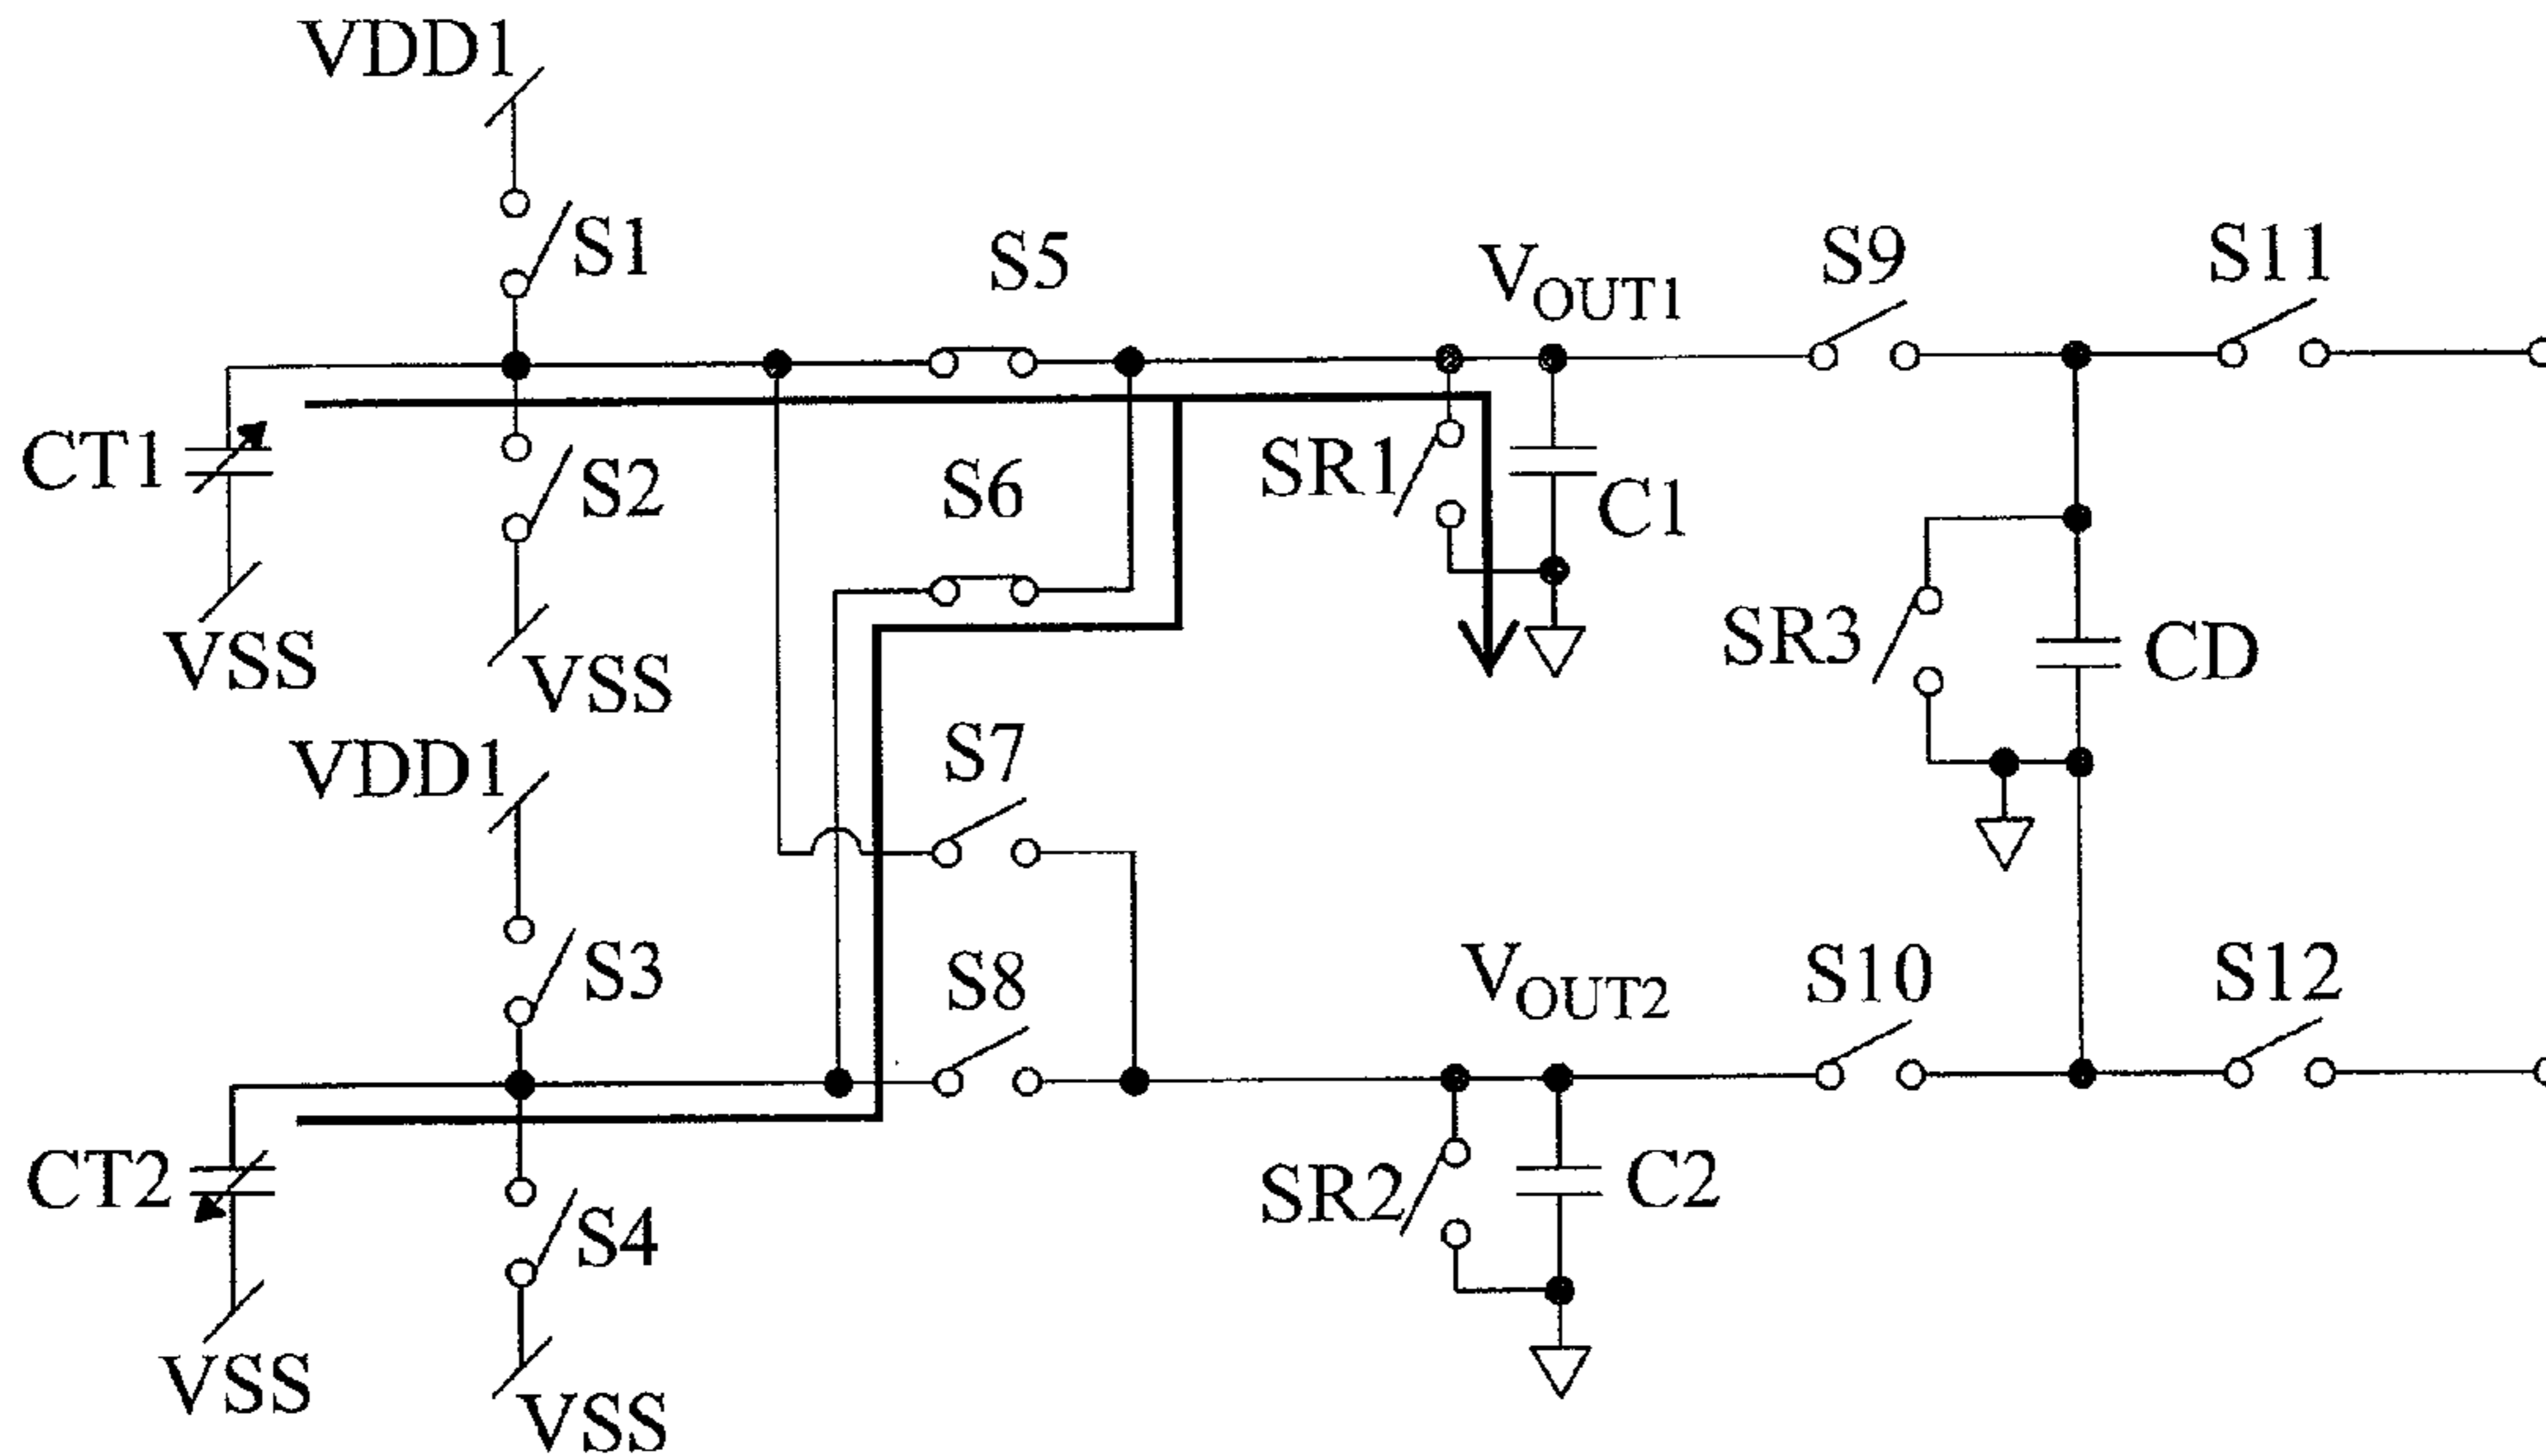 VDD1
S1
S5
VOUT1
S9
S11
CT1
S2
S6
SR1
C1
VSS
VSS
SR3
CD
VDD1
S7
S3
S8
VOUT2
S10
S12
CT2
S4
SR2
C2
VSS
VSS